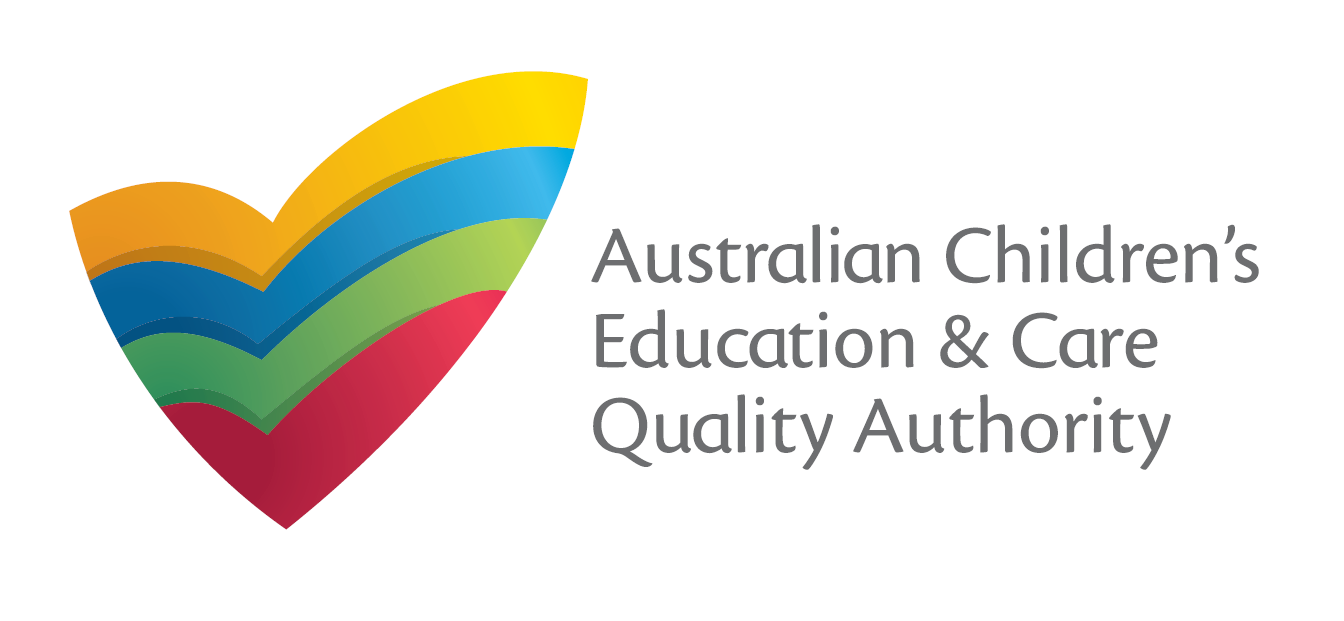 Australian Children’s
Education & Care
Quality Authority